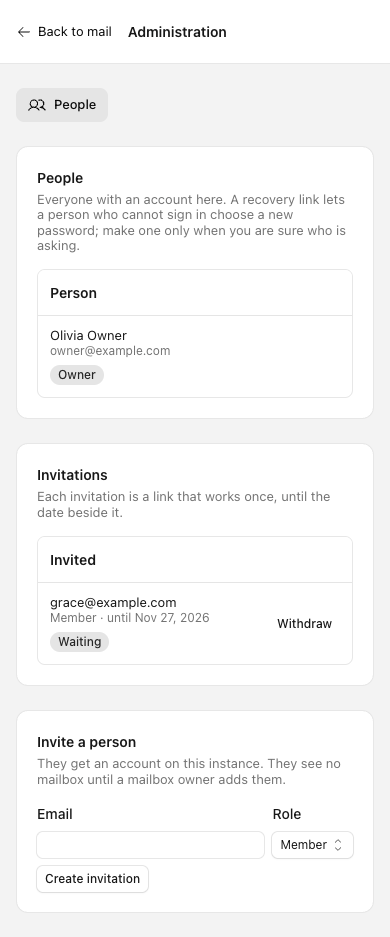 Back to mail
Administration
People
People
Everyone with an account here. A recovery link lets
a person who cannot sign in choose a new
password; make one only when you are sure who is
asking.
Person
Olivia Owner
owner@example.com
Owner
Invitations
Each invitation is a link that works once, until the
date beside it.
Invited
grace@example.com
Member · until Nov 27, 2026
Waiting
Withdraw
Invite a person
They get an account on this instance. They see no
mailbox until a mailbox owner adds them.
Email
Role
Member
Create invitation